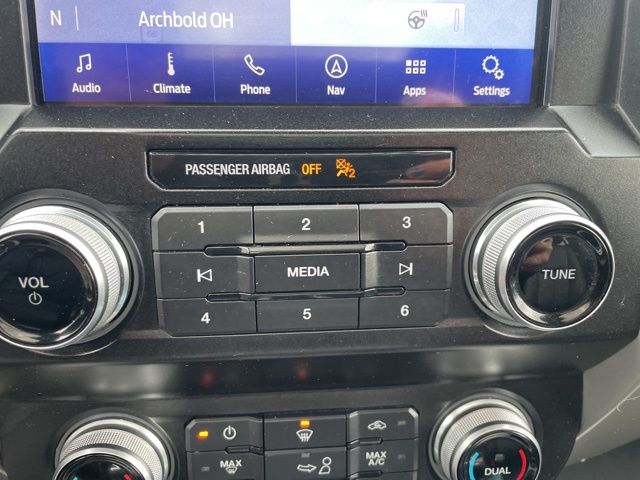 N Archbold OH
Audio Climate Phone Nav Apps Settings
PASSENGER AIRBAG OFF 2
1 2 3
VOL MEDIA TUNE
4 5 6
MAX MAX A/C
DUAL